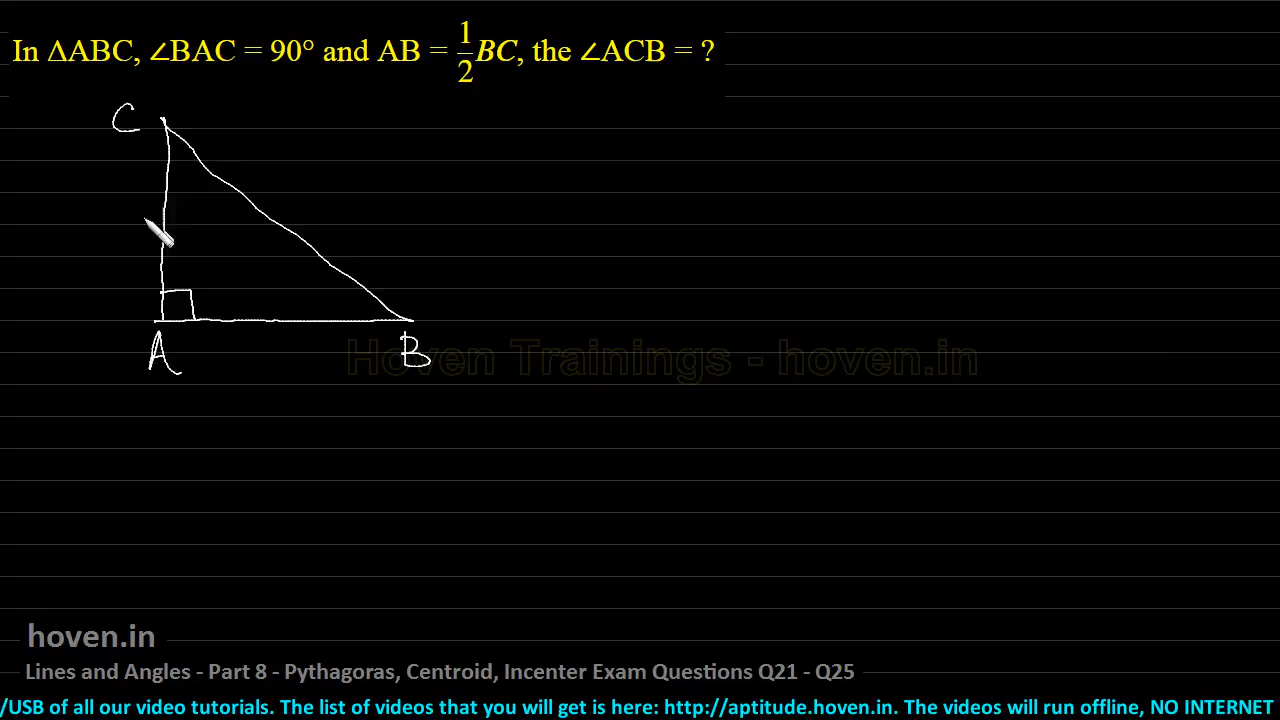 In ΔABC, ∠BAC = 90° and AB = 1/2 BC, the ∠ACB = ?
C
A
B
Hoven Trainings - hoven.in
hoven.in
Lines and Angles - Part 8 - Pythagoras, Centroid, Incenter Exam Questions Q21 - Q25
/USB of all our video tutorials. The list of videos that you will get is here: http://aptitude.hoven.in. The videos will run offline, NO INTERNET